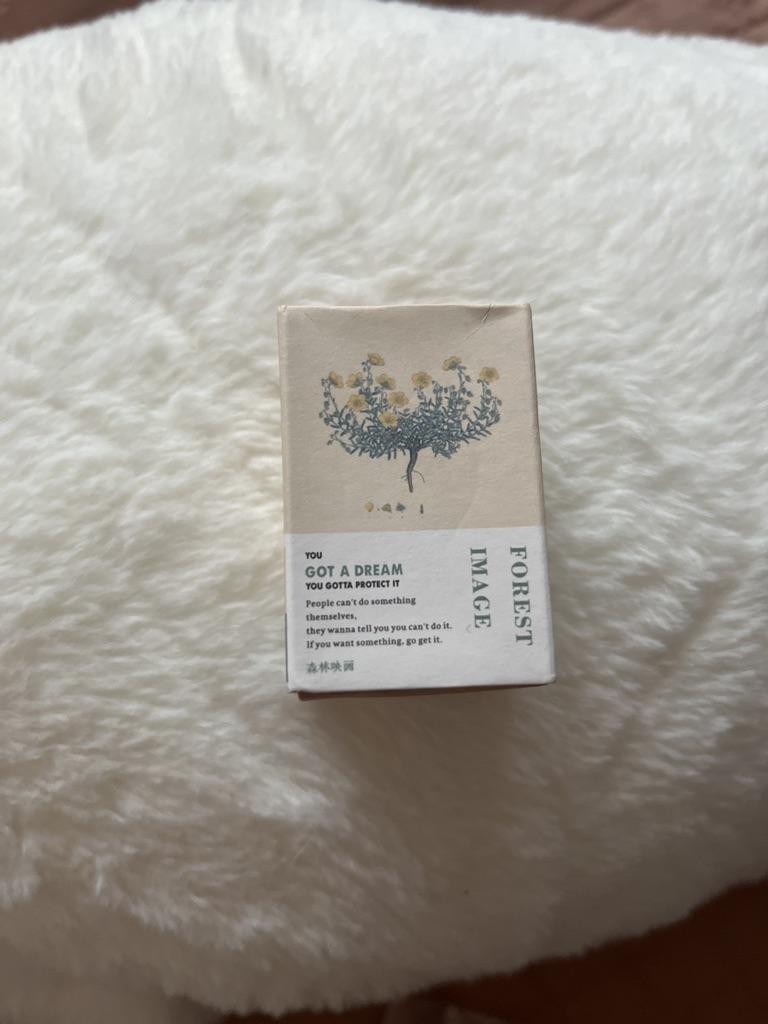 YOU
GOT A DREAM
YOU GOTTA PROTECT IT
People can't do something
themselves,
they wanna tell you you can't do it.
If you want something, go get it.
森林映画
FOREST
IMAGE